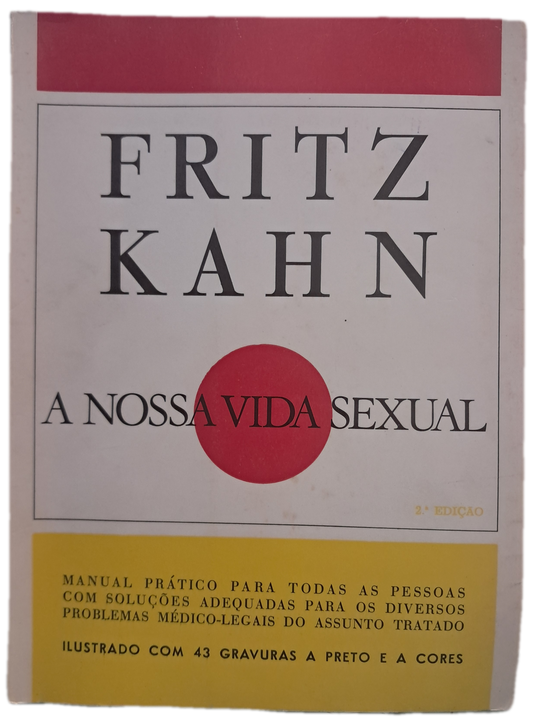 FRITZ
KAHN
A NOSSA VIDA SEXUAL
2.ª EDIÇÃO
MANUAL PRÁTICO PARA TODAS AS PESSOAS
COM SOLUÇÕES ADEQUADAS PARA OS DIVERSOS
PROBLEMAS MÉDICO-LEGAIS DO ASSUNTO TRATADO
ILUSTRADO COM 43 GRAVURAS A PRETO E A CORES